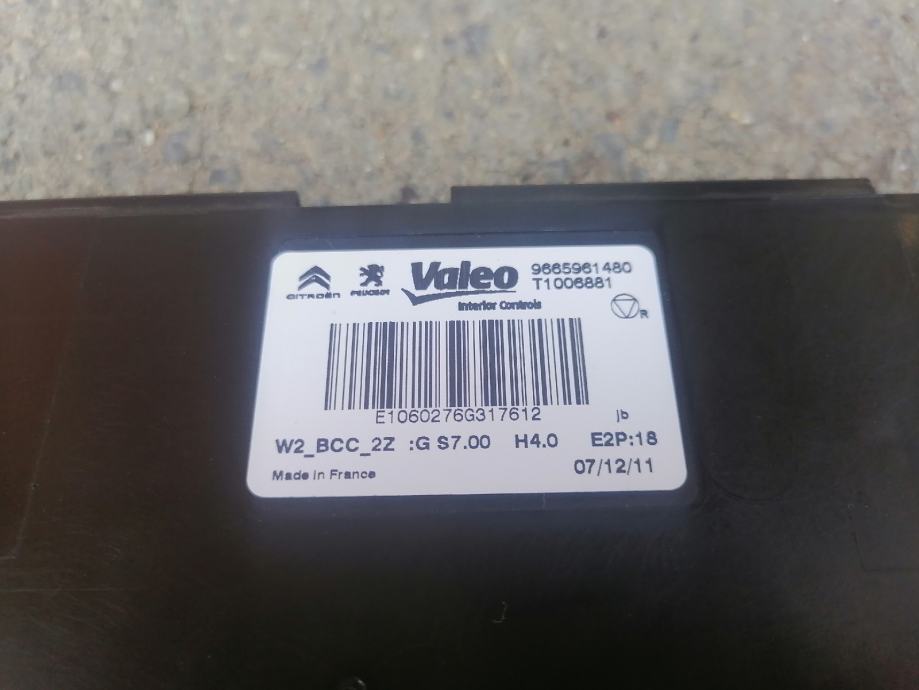 CITROËN PEUGEOT Valeo 9665961480
T1006881
Interior Controls
R
E1060276G317612 jb
W2_BCC_2Z :G S7.00 H4.0 E2P:18
Made in France 07/12/11